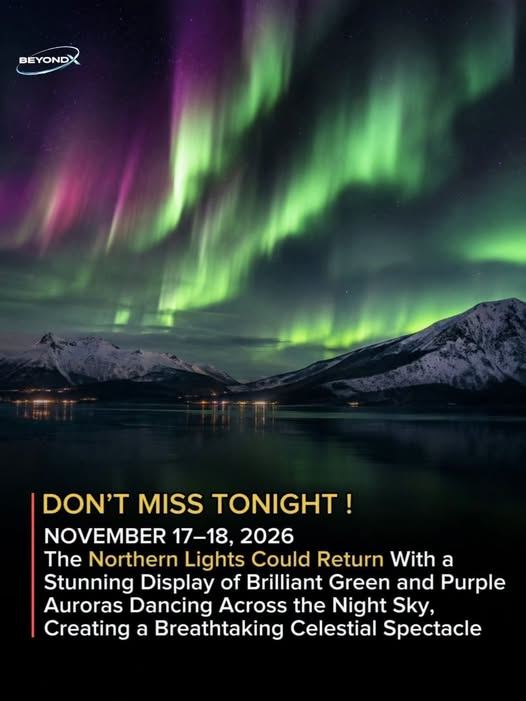 BEYONDX
DON'T MISS TONIGHT !
NOVEMBER 17–18, 2026
The Northern Lights Could Return With a
Stunning Display of Brilliant Green and Purple
Auroras Dancing Across the Night Sky,
Creating a Breathtaking Celestial Spectacle